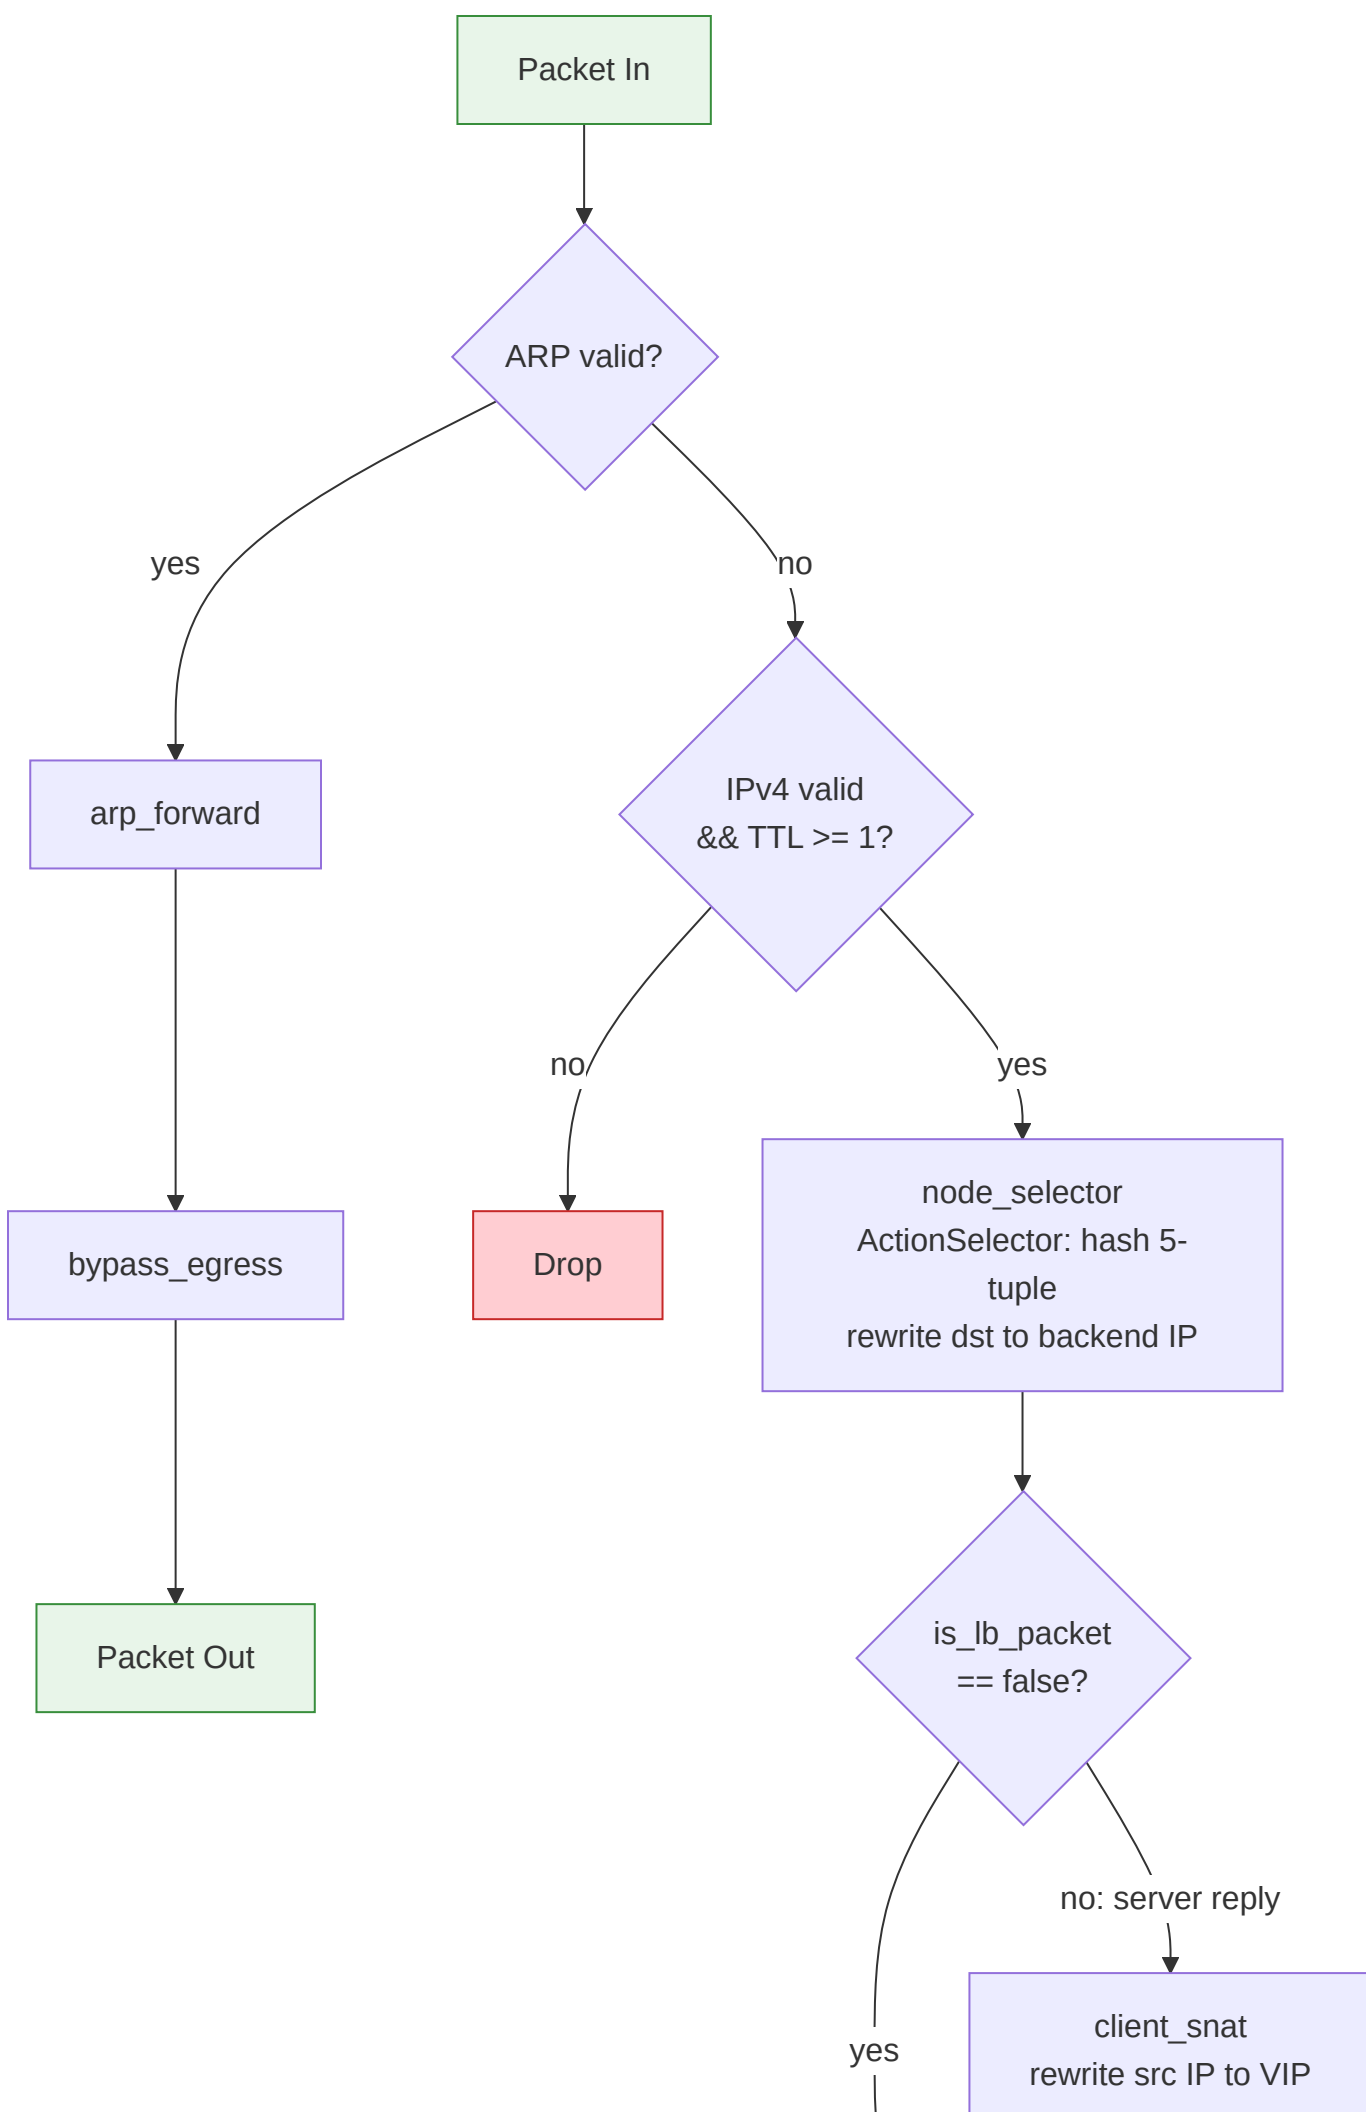 Packet In
ARP valid?
yes
no
arp_forward
IPv4 valid
&& TTL >= 1?
no
yes
bypass_egress
Drop
node_selector
ActionSelector: hash 5-
tuple
rewrite dst to backend IP
Packet Out
is_lb_packet
== false?
no: server reply
yes
client_snat
rewrite src IP to VIP